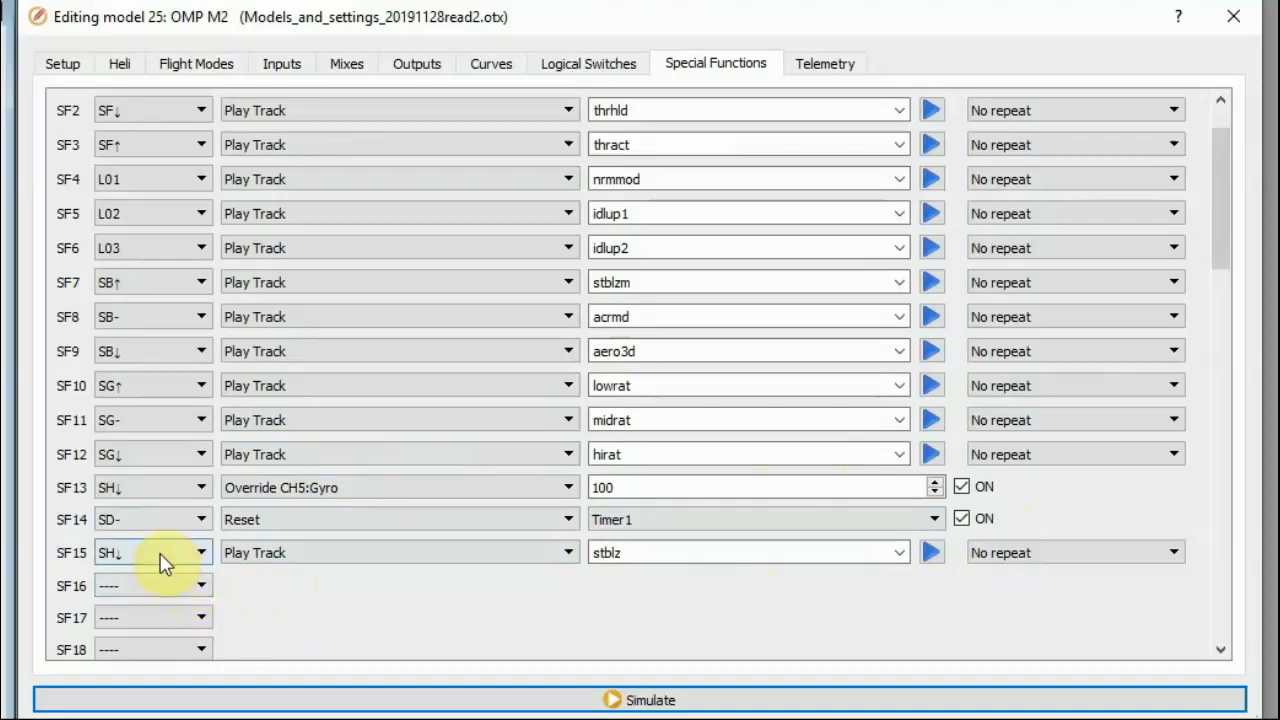 Editing model 25: OMP M2 (Models_and_settings_20191128read2.otx) ?
Setup Heli Flight Modes Inputs Mixes Outputs Curves Logical Switches Special Functions Telemetry
SF2 SF↓ Play Track thrhld No repeat
SF3 SF↑ Play Track thract No repeat
SF4 L01 Play Track nrmmod No repeat
SF5 L02 Play Track idlup1 No repeat
SF6 L03 Play Track idlup2 No repeat
SF7 SB↑ Play Track stblzm No repeat
SF8 SB- Play Track acrmd No repeat
SF9 SB↓ Play Track aero3d No repeat
SF10 SG↑ Play Track lowrat No repeat
SF11 SG- Play Track midrat No repeat
SF12 SG↓ Play Track hirat No repeat
SF13 SH↓ Override CH5:Gyro 100 ON
SF14 SD- Reset Timer1 ON
SF15 SH↓ Play Track stblz No repeat
SF16 ----
SF17 ----
SF18 ----
Simulate